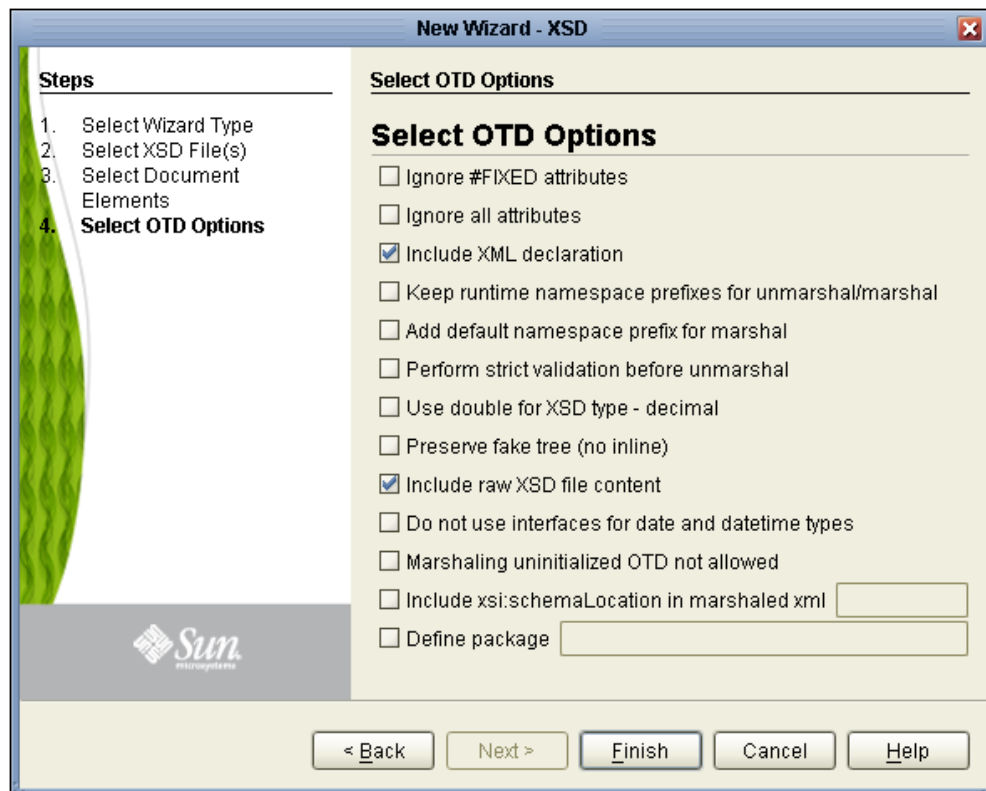 New Wizard - XSD
Steps
1. Select Wizard Type
2. Select XSD File(s)
3. Select Document
Elements
4. Select OTD Options
Sun
microsystems
Select OTD Options
Select OTD Options
Ignore #FIXED attributes
Ignore all attributes
Include XML declaration
Keep runtime namespace prefixes for unmarshal/marshal
Add default namespace prefix for marshal
Perform strict validation before unmarshal
Use double for XSD type - decimal
Preserve fake tree (no inline)
Include raw XSD file content
Do not use interfaces for date and datetime types
Marshaling uninitialized OTD not allowed
Include xsi:schemaLocation in marshaled xml
Define package
< Back Next > Finish Cancel Help